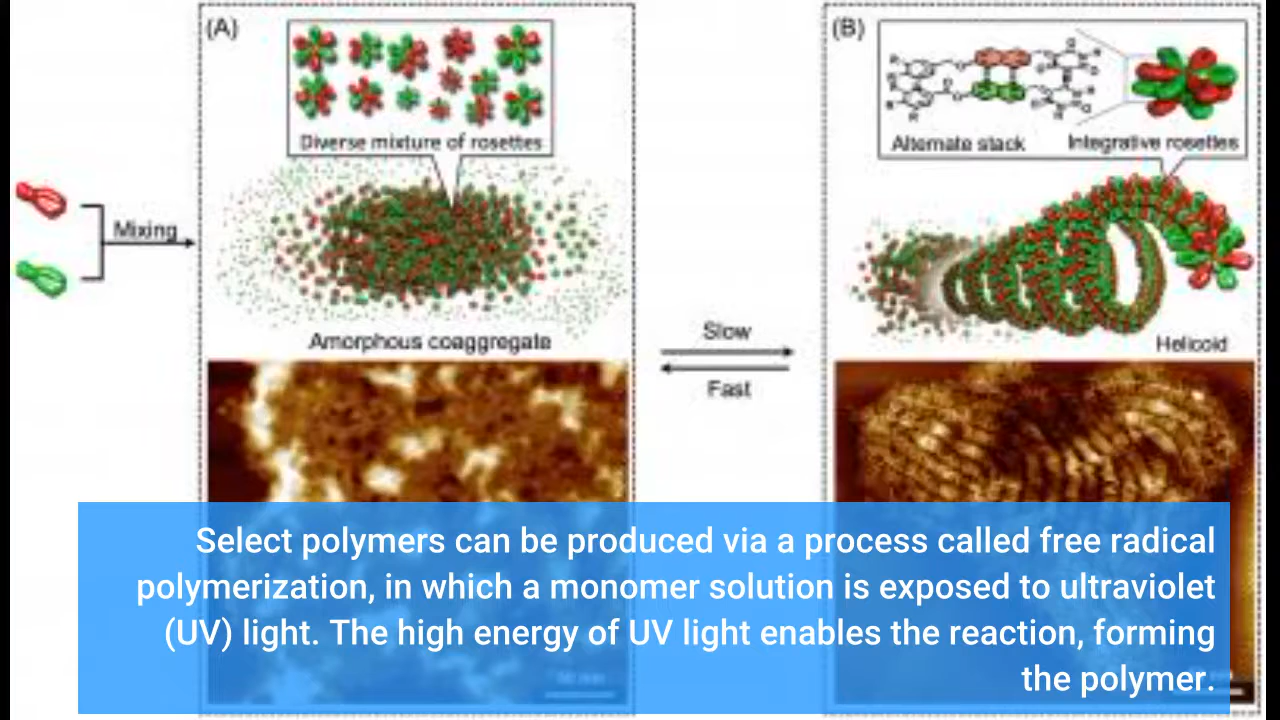 (A)
Diverse mixture of rosettes
Mixing
Amorphous coaggregate
Slow
Fast
(B)
Alternate stack
Integrative rosettes
Helicoid
Select polymers can be produced via a process called free radical
polymerization, in which a monomer solution is exposed to ultraviolet
(UV) light. The high energy of UV light enables the reaction, forming
the polymer.